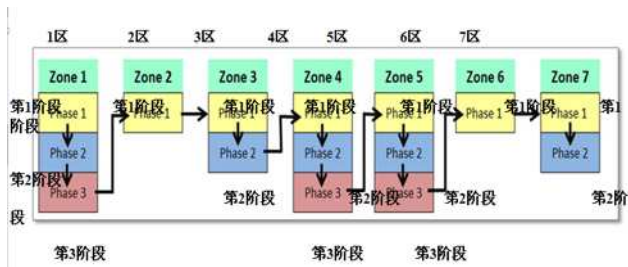 1区 2区 3区 4区 5区 6区 7区
Zone 1 Zone 2 Zone 3 Zone 4 Zone 5 Zone 6 Zone 7
第1阶段 第1阶段 第1阶段 第1阶段 第1阶段 第1阶段 第1
Phase 1 Phase 1 Phase 1 Phase 1 Phase 1 Phase 1 Phase 1
阶段
Phase 2 Phase 2 Phase 2 Phase 2 Phase 2
第2阶段 第2阶段 第2阶段 第2阶段 第2
Phase 3 Phase 3 Phase 3
段
第3阶段 第3阶段 第3阶段